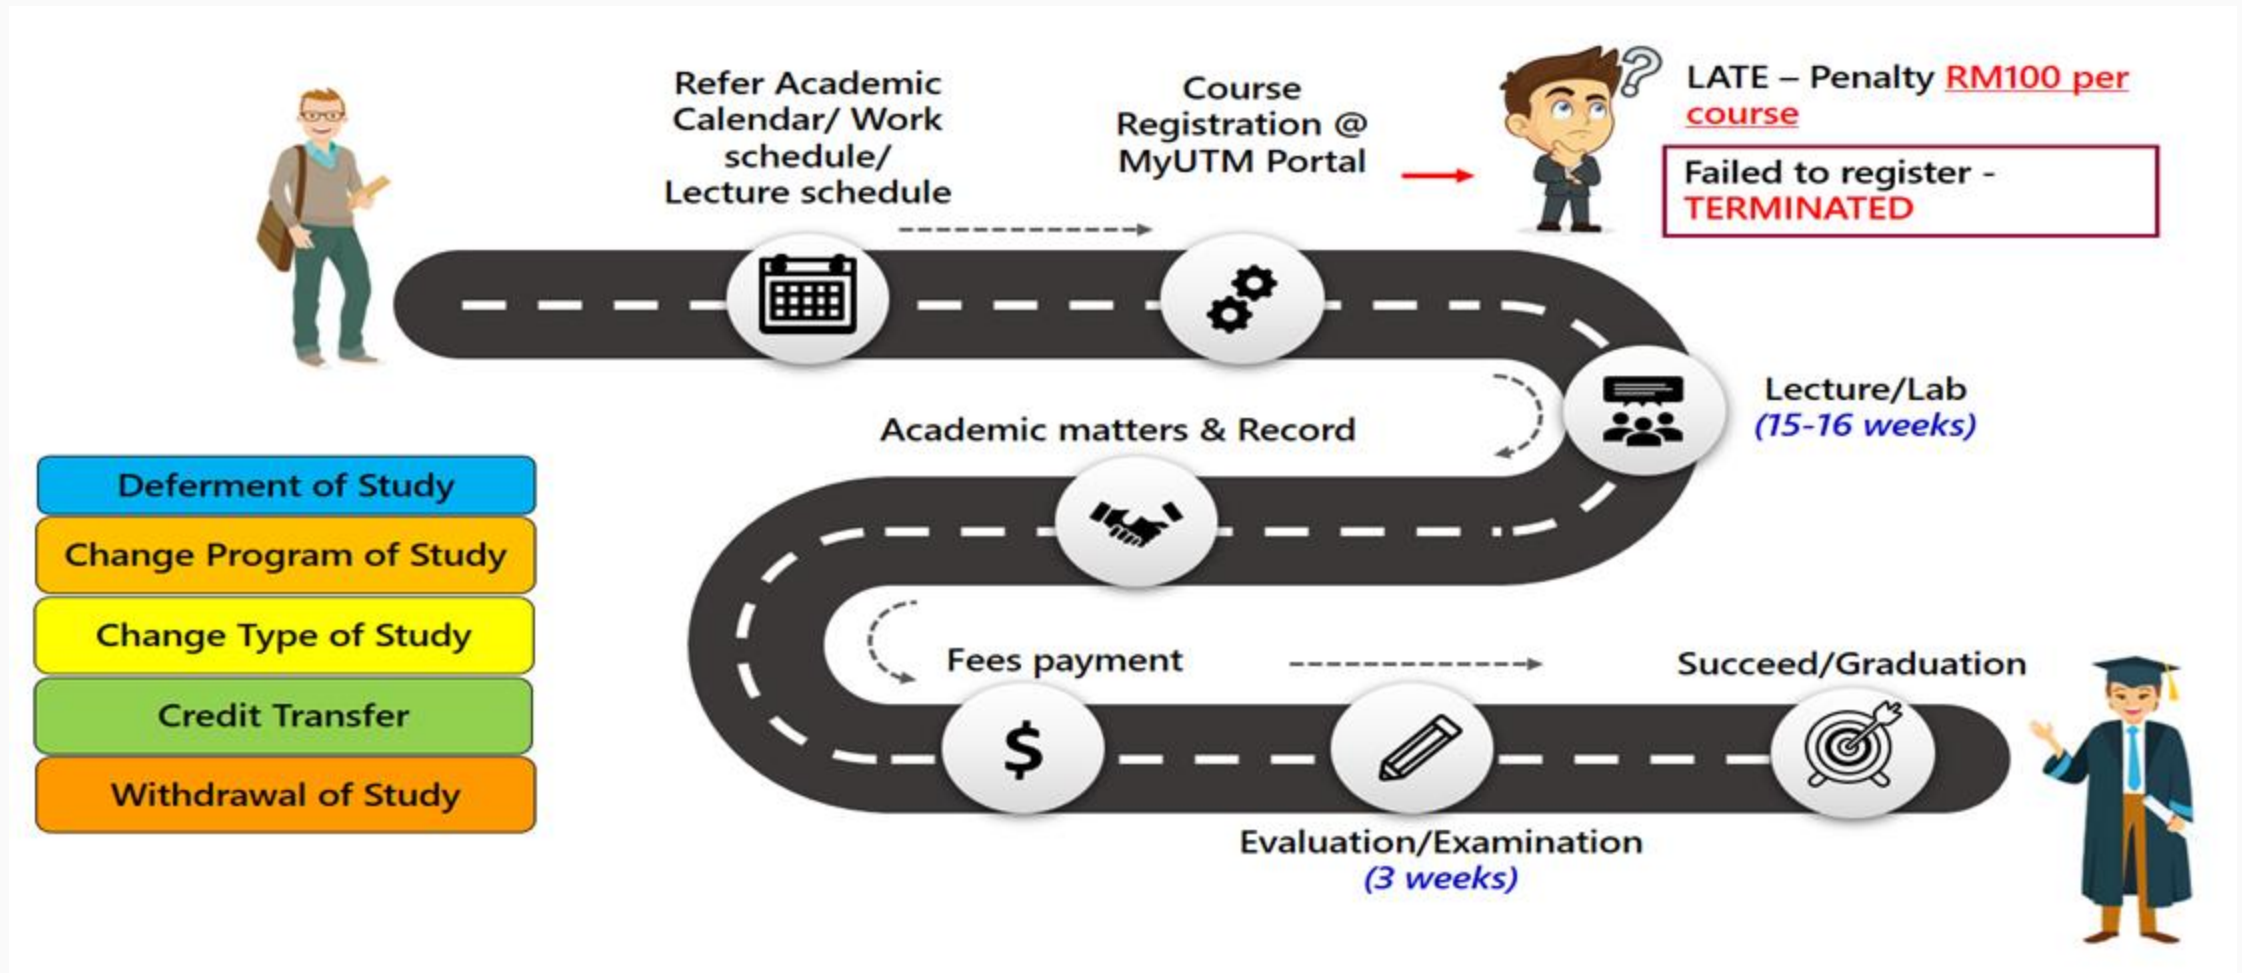 Refer Academic
Calendar/ Work
schedule/
Lecture schedule
Course
Registration @
MyUTM Portal
?
LATE – Penalty RM100 per
course
Failed to register -
TERMINATED
Lecture/Lab
(15-16 weeks)
Academic matters & Record
Deferment of Study
Change Program of Study
Change Type of Study
Credit Transfer
Withdrawal of Study
Fees payment
$
Succeed/Graduation
Evaluation/Examination
(3 weeks)